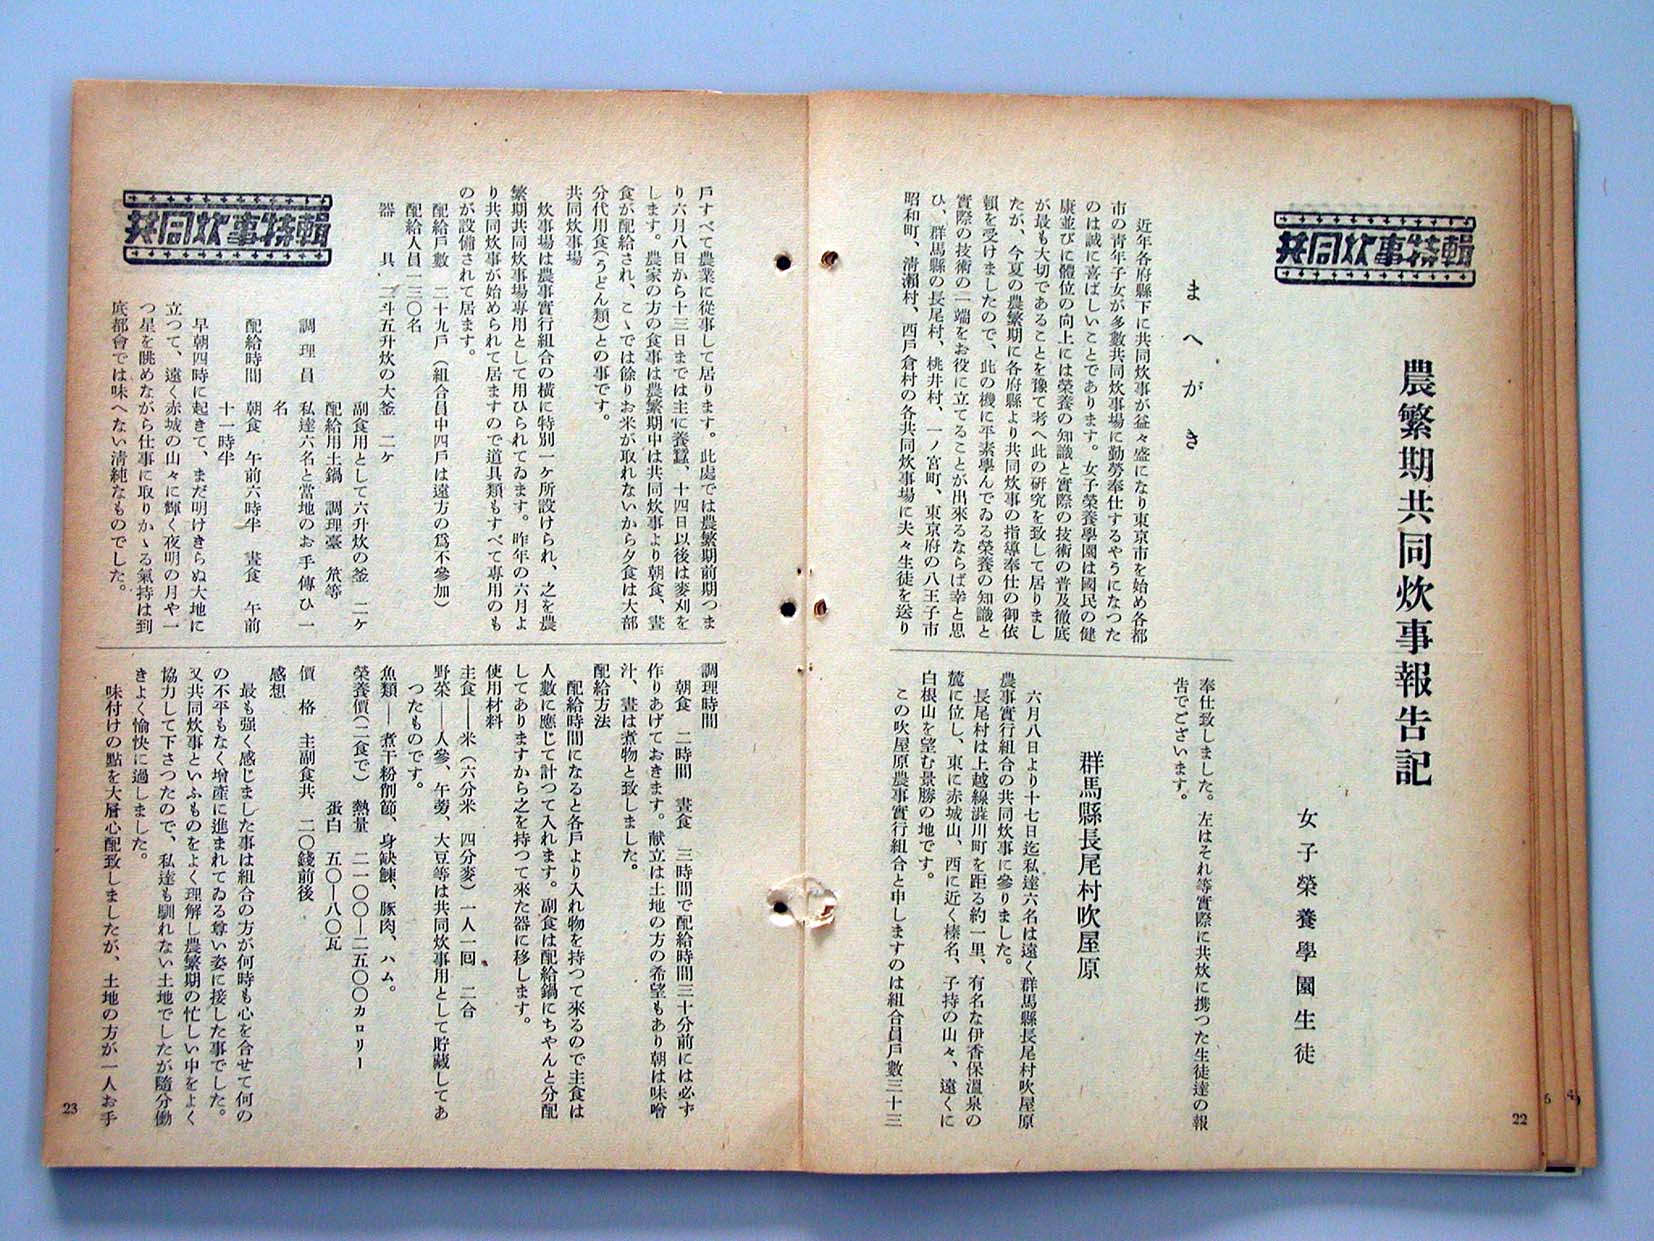 共同炊事特輯
農繁期共同炊事報告記
女子榮養學園生徒
まへがき
近年各府縣下に共同炊事が益々盛になり東京市を始め各都
市の靑年子女が多數共同炊事場に勤勞奉仕するやうになつた
のは誠に喜ばしいことであります。女子榮養學園は國民の健
康並びに體位の向上には榮養の知識と實際の技術の普及徹底
が最も大切であることを豫て考へ此の硏究を致して居りまし
たが、今夏の農繁期に各府縣より共同炊事の指導奉仕の御依
賴を受けましたので、此の機に平素學んでゐる榮養の知識と
實際の技術の一端をお役に立てることが出來るならば幸と思
ひ、群馬縣の長尾村、桃井村、一ノ宮町、東京府の八王子市
昭和町、淸瀨村、西戶倉村の各共同炊事場に夫々生徒を送り
奉仕致しました。左はそれ等實際に共炊に携つた生徒達の報
告でございます。
群馬縣長尾村吹屋原
六月八日より十七日迄私達六名は遠く群馬縣長尾村吹屋原
農事實行組合の共同炊事に參りました。
長尾村は上越線澁川町を距る約一里、有名な伊香保溫泉の
麓に位し、東に赤城山、西に近く榛名、子持の山々、遠くに
白根山を望む景勝の地です。
この吹屋原農事實行組合と申しますのは組合員戶數三十三
22
戶すべて農業に從事して居ります。此處では農繁期前期つま
り六月八日から十三日までは主に養蠶、十四日以後は麥刈を
します。農家の方の食事は農繁期中は共同炊事より朝食、晝
食が配給され、こゝでは餘りお米が取れないから夕食は大部
分代用食(うどん類)との事です。
共同炊事場
炊事場は農事實行組合の橫に特別一ケ所設けられ、之を農
繁期共同炊事場專用として用ひられてゐます。昨年の六月よ
り共同炊事が始められて居ますので道具類もすべて專用のも
のが設備されて居ます。
配給戶數　二十九戶(組合員中四戶は遠方の爲不參加)
配給人員一三〇名
器　具　二斗五升炊の大釜　二ケ
副食用として六升炊の釜　二ケ
配給用土鍋　調理臺　笊等
調理員　私達六名と當地のお手傳ひ一
名
配給時間　朝食　午前六時半　晝食　午前
十一時半
早朝四時に起きて、まだ明けきらぬ大地に
立つて、遠く赤城の山々に輝く夜明の月や一
つ星を眺めながら仕事に取りかゝる氣持は到
底都會では味へない淸純なものでした。
共同炊事特輯
調理時間
朝食　二時間　晝食　三時間で配給時間三十分前には必ず
作りあげておきます。献立は土地の方の希望もあり朝は味噌
汁、晝は煮物と致しました。
配給方法
配給時間になると各戶より入れ物を持つて來るので主食は
人數に應じて計つて入れます。副食は配給鍋にちやんと分配
してありますから之を持つて來た器に移します。
使用材料
主食――米(六分米　四分麥)一人一回　二合
野菜――人參、午蒡、大豆等は共同炊事用として貯藏してあ
つたものです。
魚類――煮干粉削節、身缺鰊、豚肉、ハム。
榮養價(二食で)　熱量　二一〇〇―二五〇〇カロリー
蛋白　五〇―八〇瓦
價　格　主副食共　二〇錢前後
感想
最も强く感じました事は組合の方が何時も心を合せて何の
の不平もなく增產に進まれてゐる尊い姿に接した事でした。
又共同炊事といふものをよく理解し農繁期の忙しい中をよく
協力して下さつたので、私達も馴れない土地でしたが隨分働
きよく愉快に過しました。
味付けの點を大層心配致しましたが、土地の方が一人お手
23